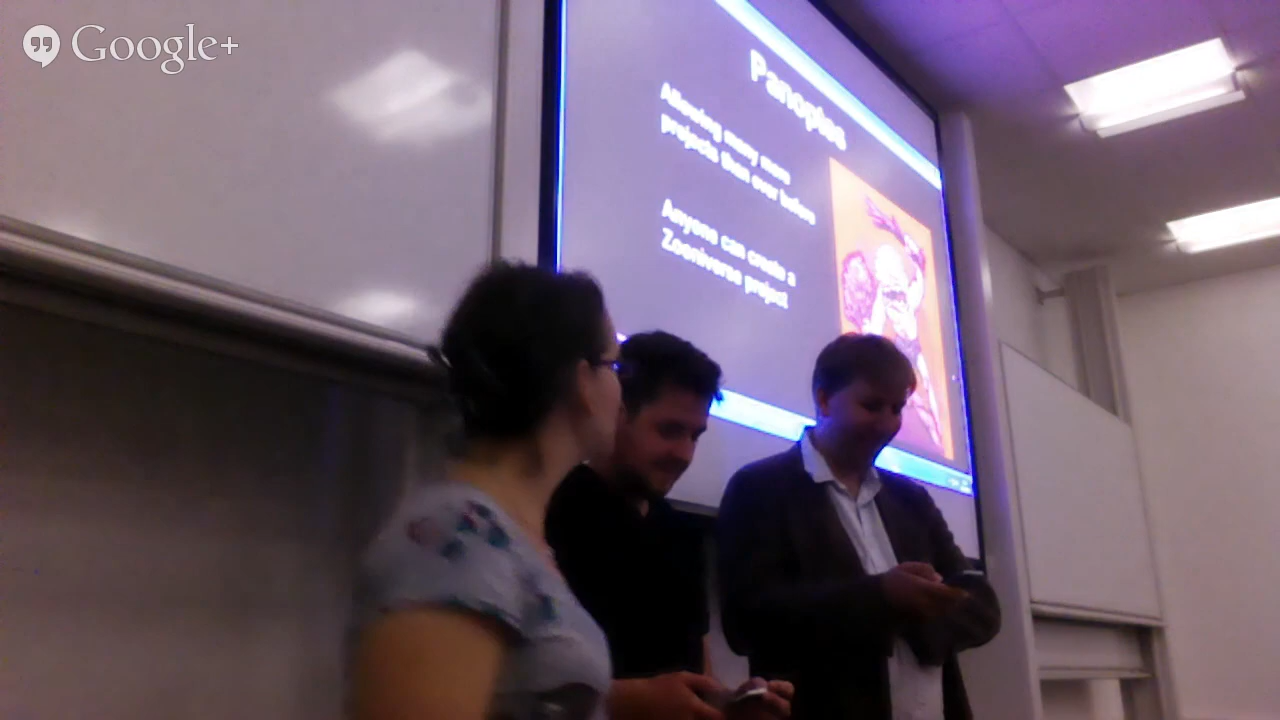 Google+
Panoptes
Allowing many more
projects than ever before
Anyone can create a
Zooniverse project